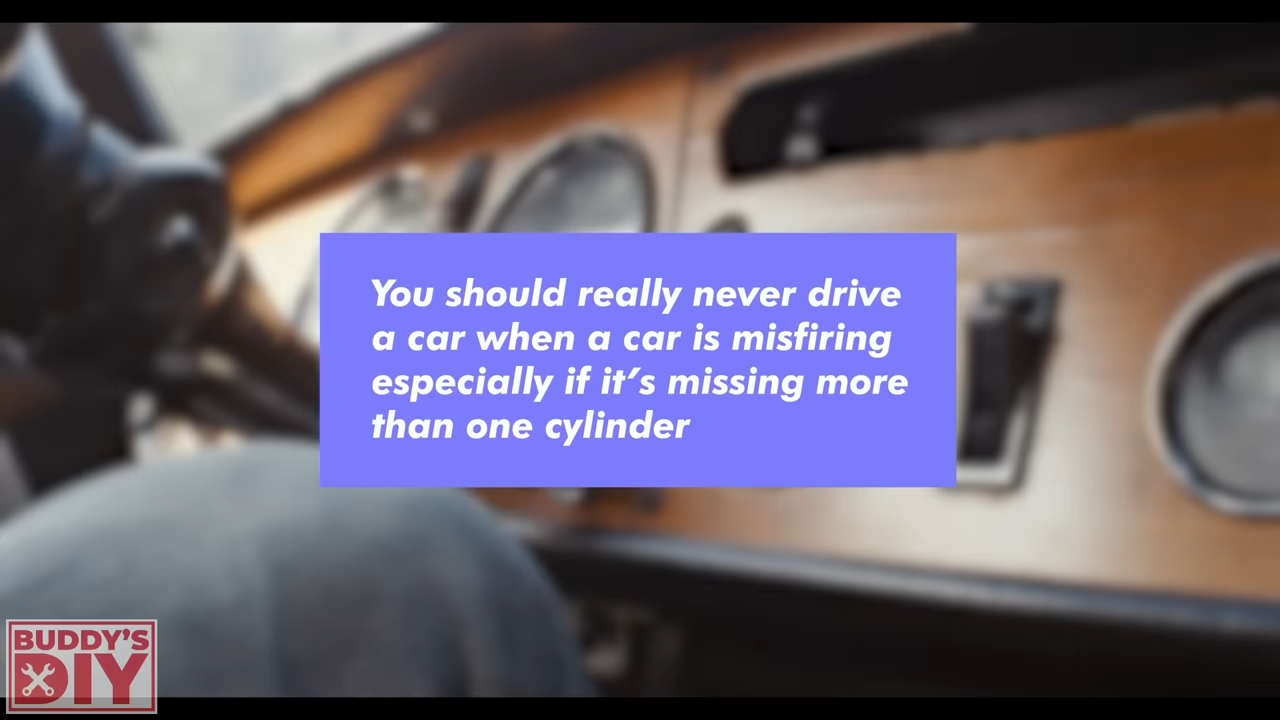 You should really never drive
a car when a car is misfiring
especially if it's missing more
than one cylinder
BUDDY'S
DIY